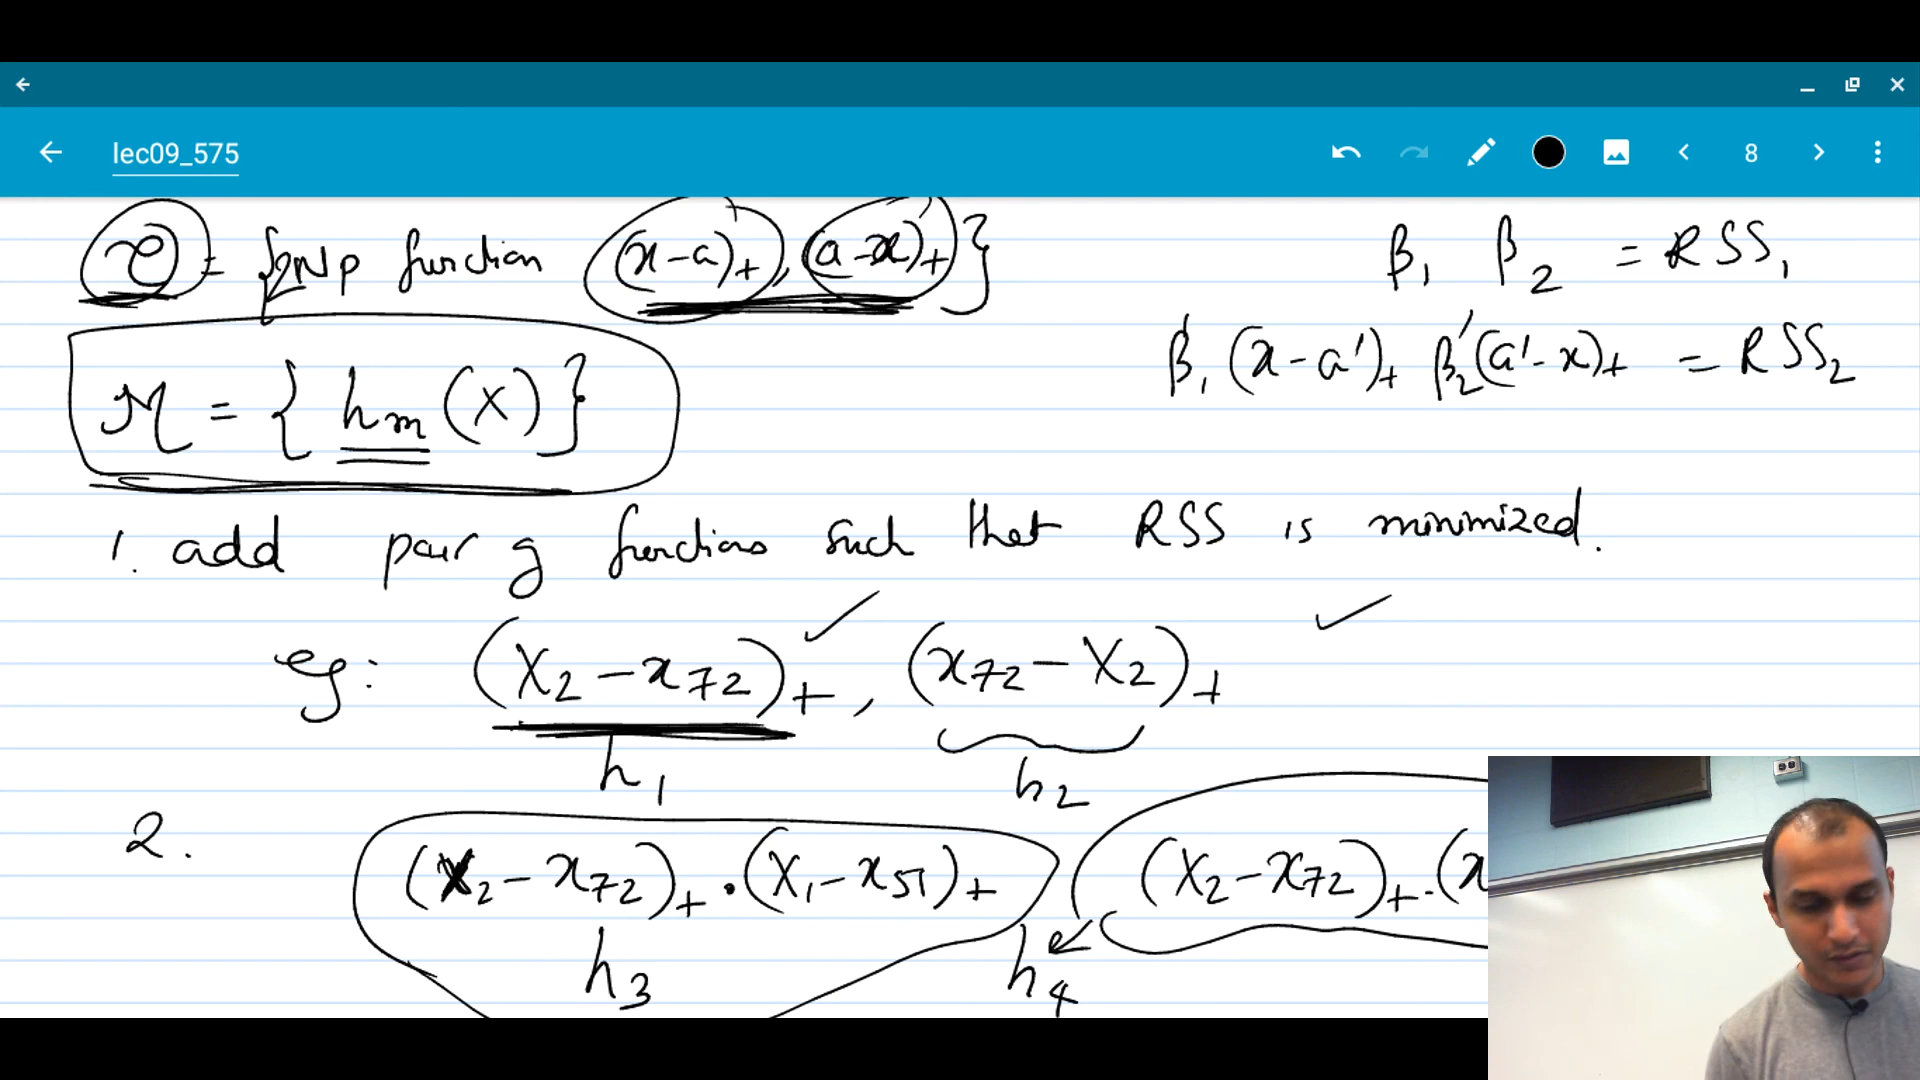 lec09_575
8
𝒞 = {2Np function (x-a)+, (a-x)+}
β1 β2 = RSS1
β1' (x-a')+ β2'(a'-x)+ = RSS2
ℳ = { hm (X) }
1. add pair of functions such that RSS is minimized.
eg: (X2 - x72)+ , (x72 - X2)+
h1 h2
2. (X2 - x72)+ . (X1 - x51)+ (X2 - x72)+ . (x
h3 h4